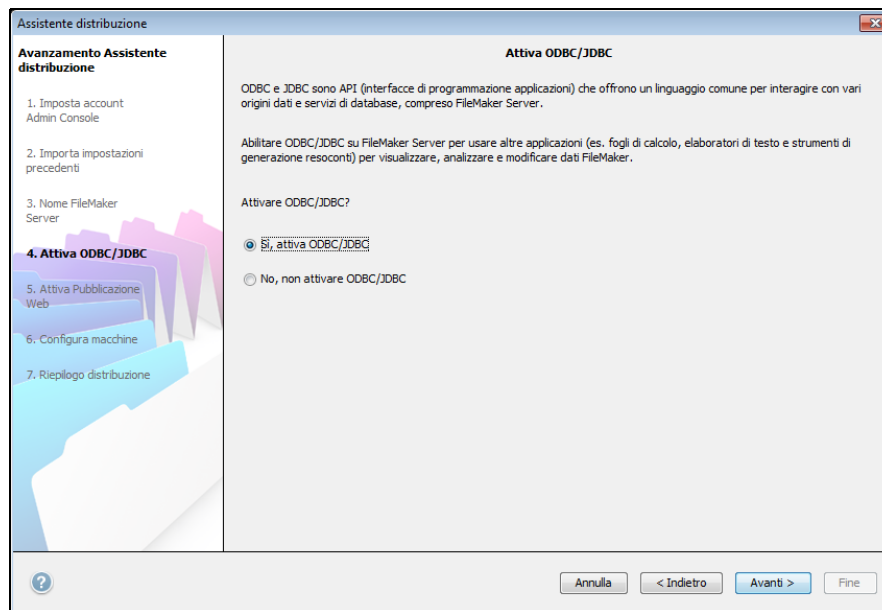 Assistente distribuzione
Avanzamento Assistente
distribuzione
1. Imposta account
Admin Console
2. Importa impostazioni
precedenti
3. Nome FileMaker
Server
4. Attiva ODBC/JDBC
5. Attiva Pubblicazione
Web
6. Configura macchine
7. Riepilogo distribuzione
Attiva ODBC/JDBC
ODBC e JDBC sono API (interfacce di programmazione applicazioni) che offrono un linguaggio comune per interagire con vari
origini dati e servizi di database, compreso FileMaker Server.
Abilitare ODBC/JDBC su FileMaker Server per usare altre applicazioni (es. fogli di calcolo, elaboratori di testo e strumenti di
generazione resoconti) per visualizzare, analizzare e modificare dati FileMaker.
Attivare ODBC/JDBC?
Sì, attiva ODBC/JDBC
No, non attivare ODBC/JDBC
?
Annulla
< Indietro
Avanti >
Fine